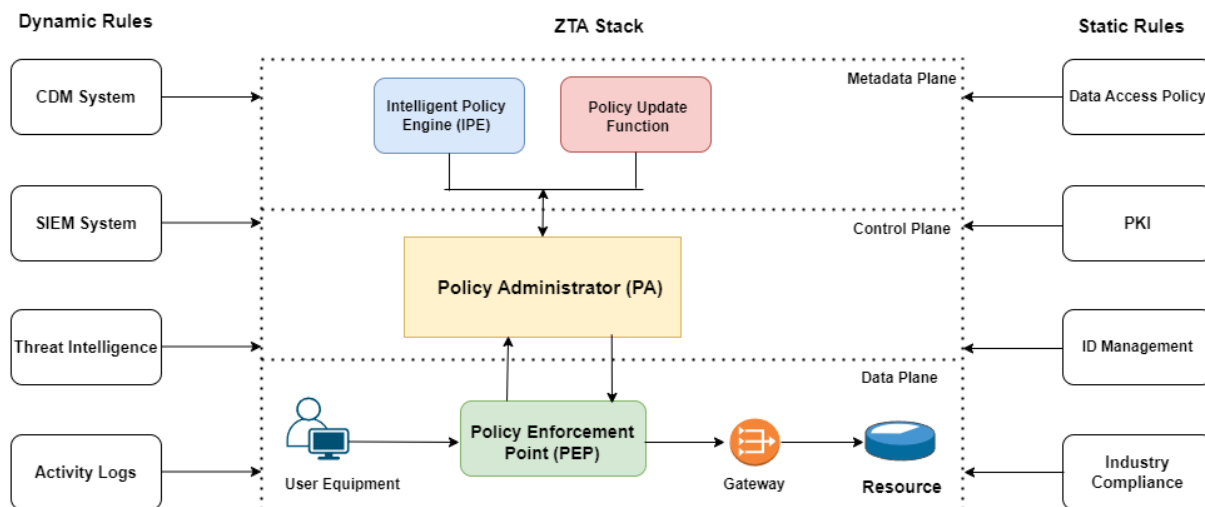 Dynamic Rules
ZTA Stack
Static Rules
CDM System
SIEM System
Threat Intelligence
Activity Logs
Metadata Plane
Intelligent Policy
Engine (IPE)
Policy Update
Function
Control Plane
Policy Administrator (PA)
Data Plane
User Equipment
Policy Enforcement
Point (PEP)
Gateway
Resource
Data Access Policy
PKI
ID Management
Industry
Compliance